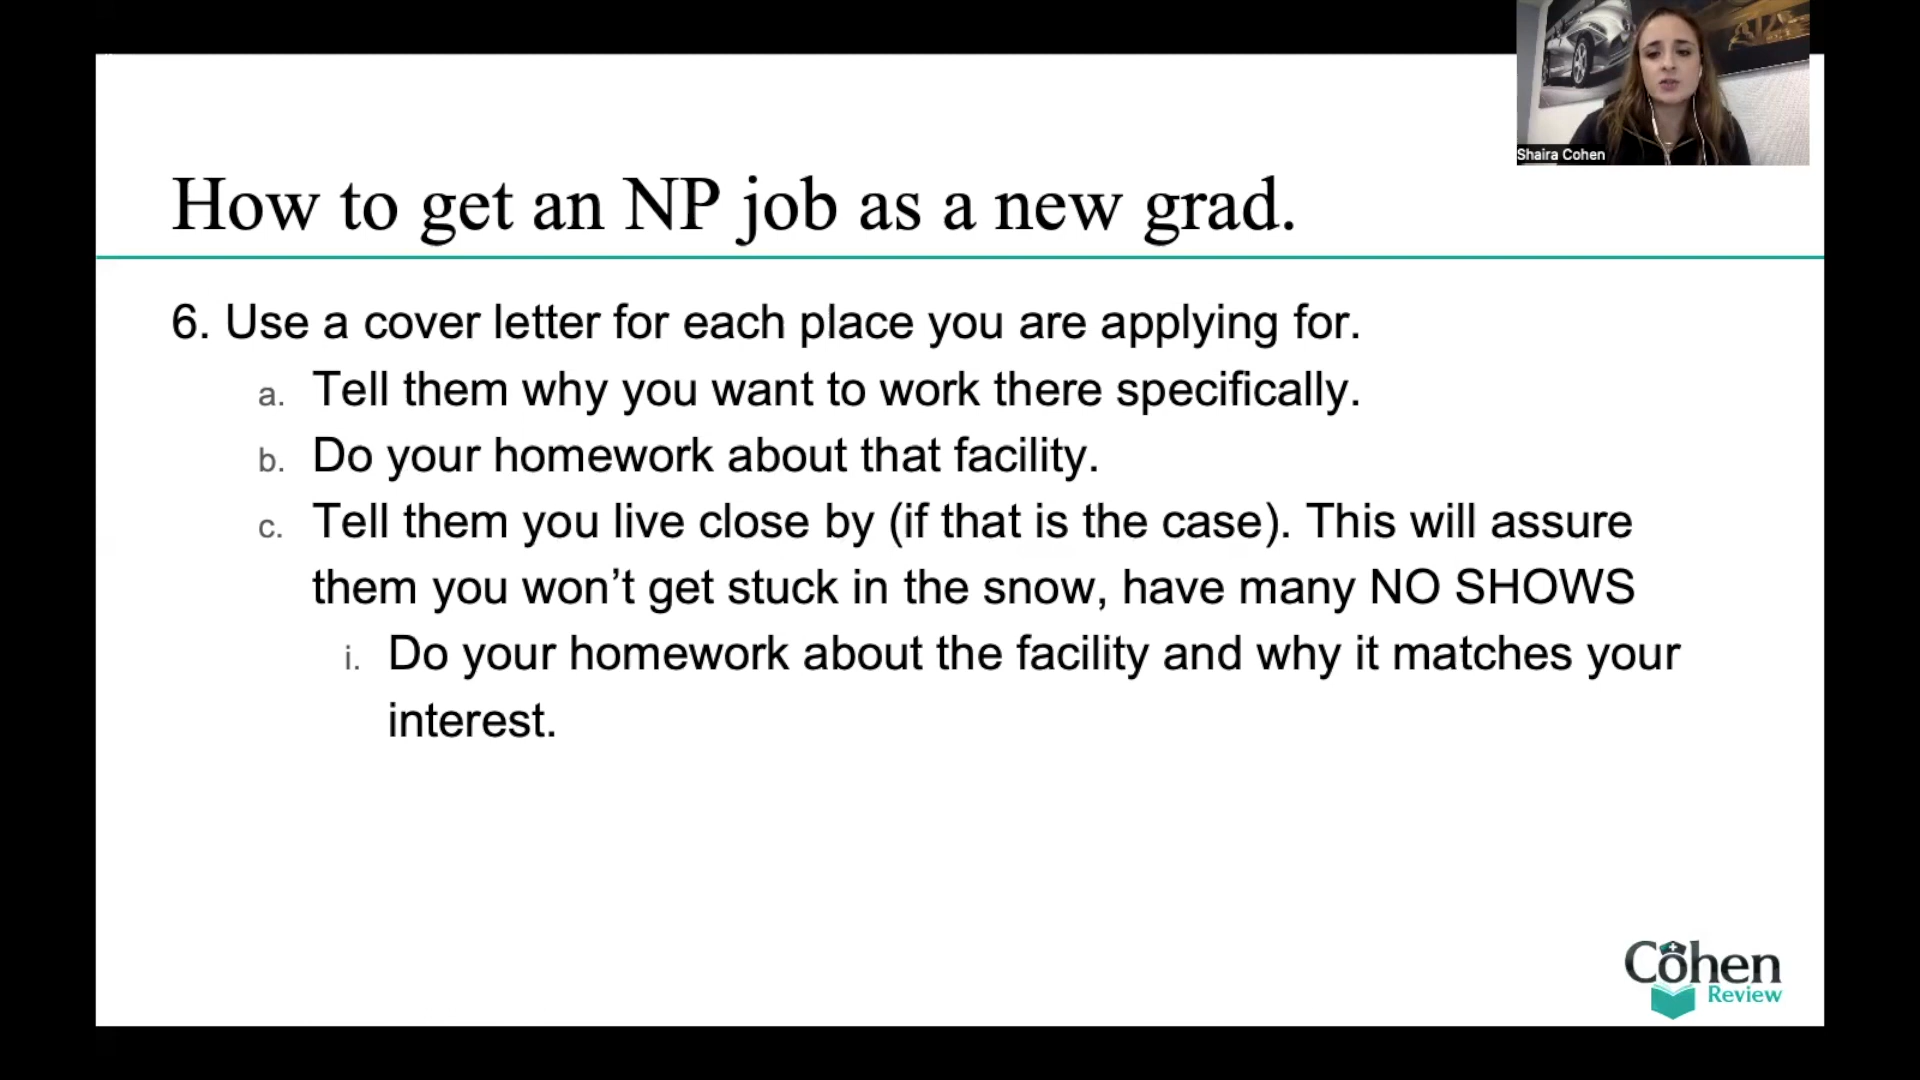 Shaira Cohen
How to get an NP job as a new grad.
6. Use a cover letter for each place you are applying for.
a. Tell them why you want to work there specifically.
b. Do your homework about that facility.
c. Tell them you live close by (if that is the case). This will assure
them you won’t get stuck in the snow, have many NO SHOWS
i. Do your homework about the facility and why it matches your
interest.
Cohen
Review